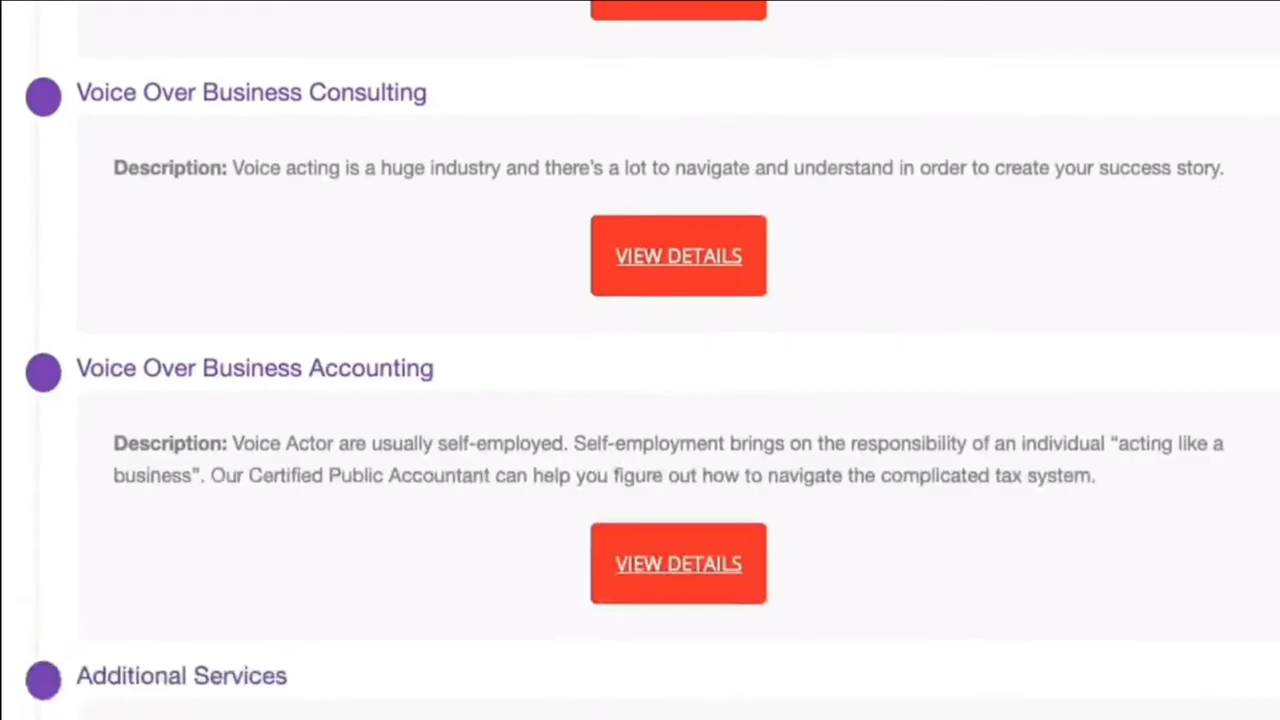 Voice Over Business Consulting
Description: Voice acting is a huge industry and there's a lot to navigate and understand in order to create your success story.
VIEW DETAILS
Voice Over Business Accounting
Description: Voice Actor are usually self-employed. Self-employment brings on the responsibility of an individual “acting like a
business”. Our Certified Public Accountant can help you figure out how to navigate the complicated tax system.
VIEW DETAILS
Additional Services